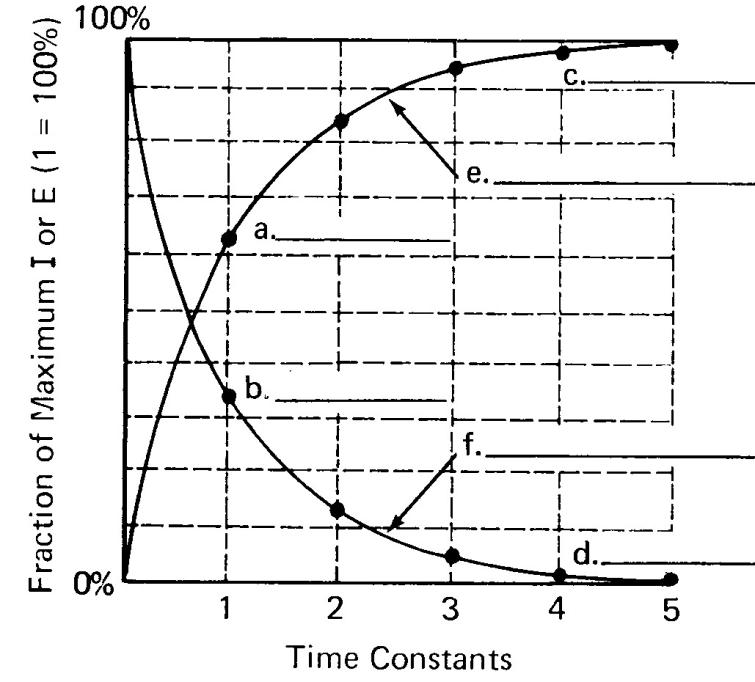 100%
Fraction of Maximum I or E (1 = 100%)
c.
e.
a.
b.
f.
d.
0%
1 2 3 4 5
Time Constants